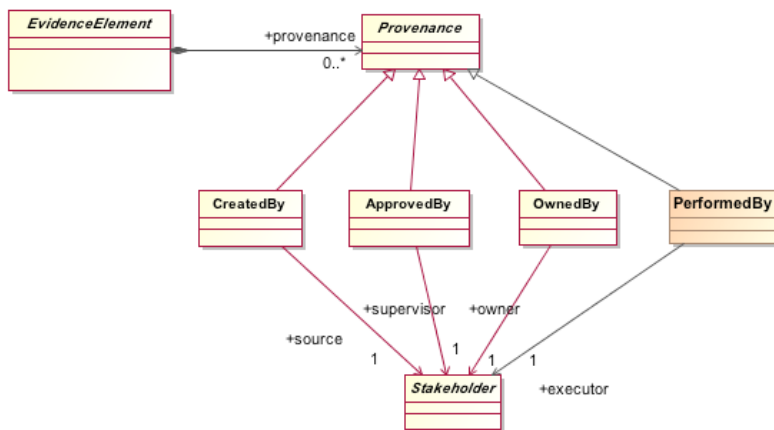 EvidenceElement
Provenance
+provenance
0..*
CreatedBy
ApprovedBy
OwnedBy
PerformedBy
+supervisor
+owner
+source
1
1
1
1
Stakeholder
+executor